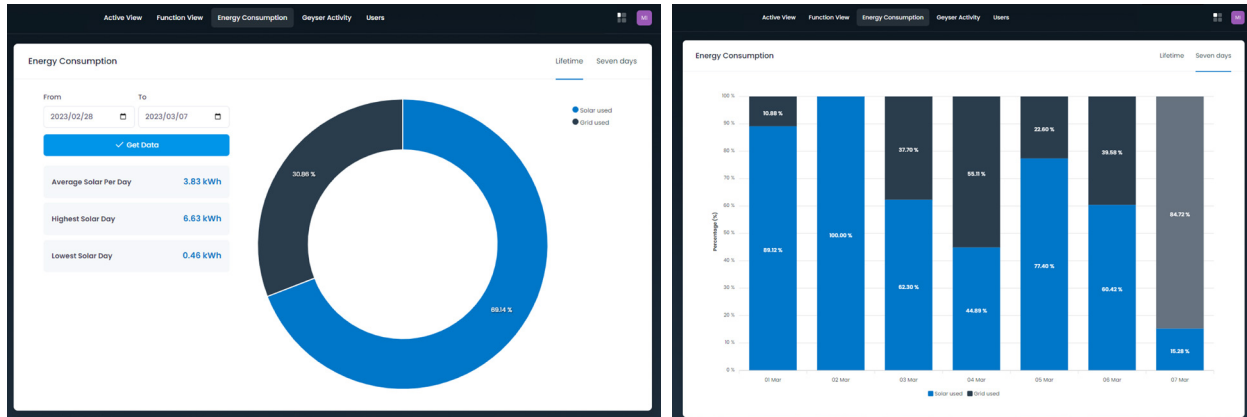 Active View Function View Energy Consumption Geyser Activity Users MI
Energy Consumption Lifetime Seven days
From To
2023/02/28 2023/03/07
Get Data
Average Solar Per Day 3.83 kWh
Highest Solar Day 6.63 kWh
Lowest Solar Day 0.46 kWh
Solar used
Grid used
30.86 %
69.14 %
Active View Function View Energy Consumption Geyser Activity Users MI
Energy Consumption Lifetime Seven days
Percentage (%)
100 %
90 %
80 %
70 %
60 %
50 %
40 %
30 %
20 %
10 %
0 %
10.88 %
89.12 %
100.00 %
37.70 %
62.30 %
55.11 %
44.89 %
22.60 %
77.40 %
39.58 %
60.42 %
84.72 %
15.28 %
01 Mar 02 Mar 03 Mar 04 Mar 05 Mar 06 Mar 07 Mar
Solar used Grid used